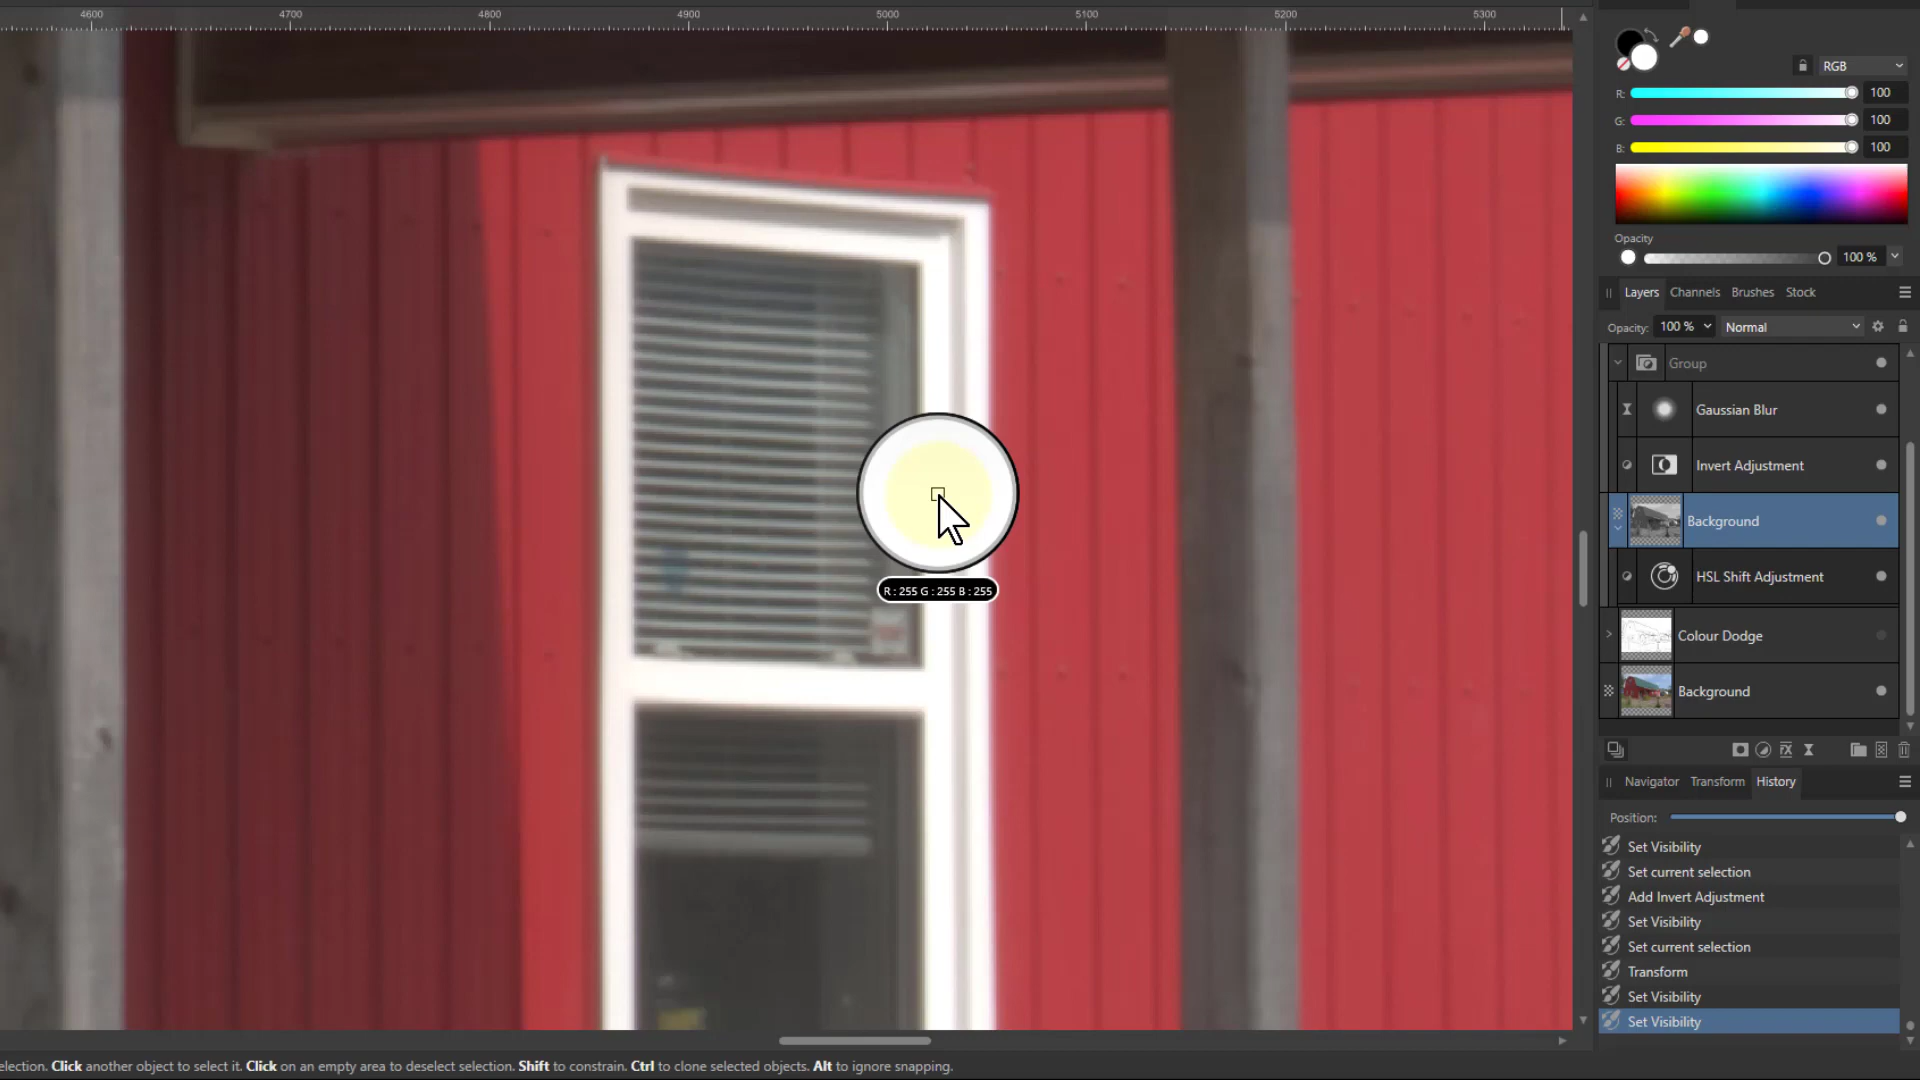 4600 4700 4800 4900 5000 5100 5200 5300
RGB
R: 100
G: 100
B: 100
Opacity
100 %
Layers Channels Brushes Stock
Opacity: 100 % Normal
Group
Gaussian Blur
Invert Adjustment
Background
HSL Shift Adjustment
Colour Dodge
Background
R : 255 G : 255 B : 255
Navigator Transform History
Position:
Set Visibility
Set current selection
Add Invert Adjustment
Set Visibility
Set current selection
Transform
Set Visibility
Set Visibility
election. Click another object to select it. Click on an empty area to deselect selection. Shift to constrain. Ctrl to clone selected objects. Alt to ignore snapping.